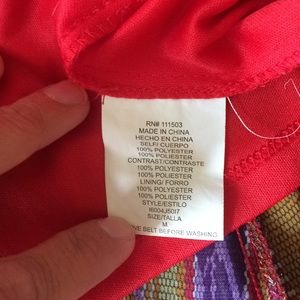 RN# 111503
MADE IN CHINA
HECHO EN CHINA
SELF/ CUERPO
100% POLYESTER
100% POLIESTER
CONTRAST/CONTRASTE
100% POLYESTER
100% POLIESTER
LINING/ FORRO
100% POLYESTER
100% POLIESTER
STYLE/ESTILO
I6004J50I7
SIZE/TALLA
M
BELT BEFORE WASHING